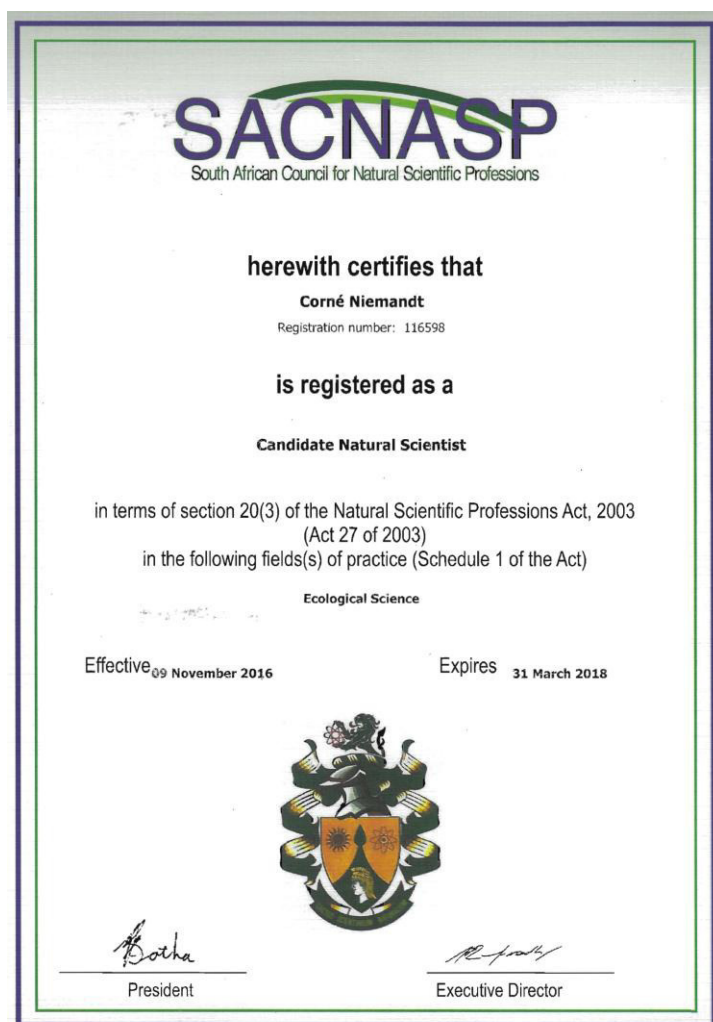 SACNASP
South African Council for Natural Scientific Professions
herewith certifies that
Corné Niemandt
Registration number: 116598
is registered as a
Candidate Natural Scientist
in terms of section 20(3) of the Natural Scientific Professions Act, 2003
(Act 27 of 2003)
in the following fields(s) of practice (Schedule 1 of the Act)
Ecological Science
Effective 09 November 2016 Expires 31 March 2018
Botha
President Executive Director